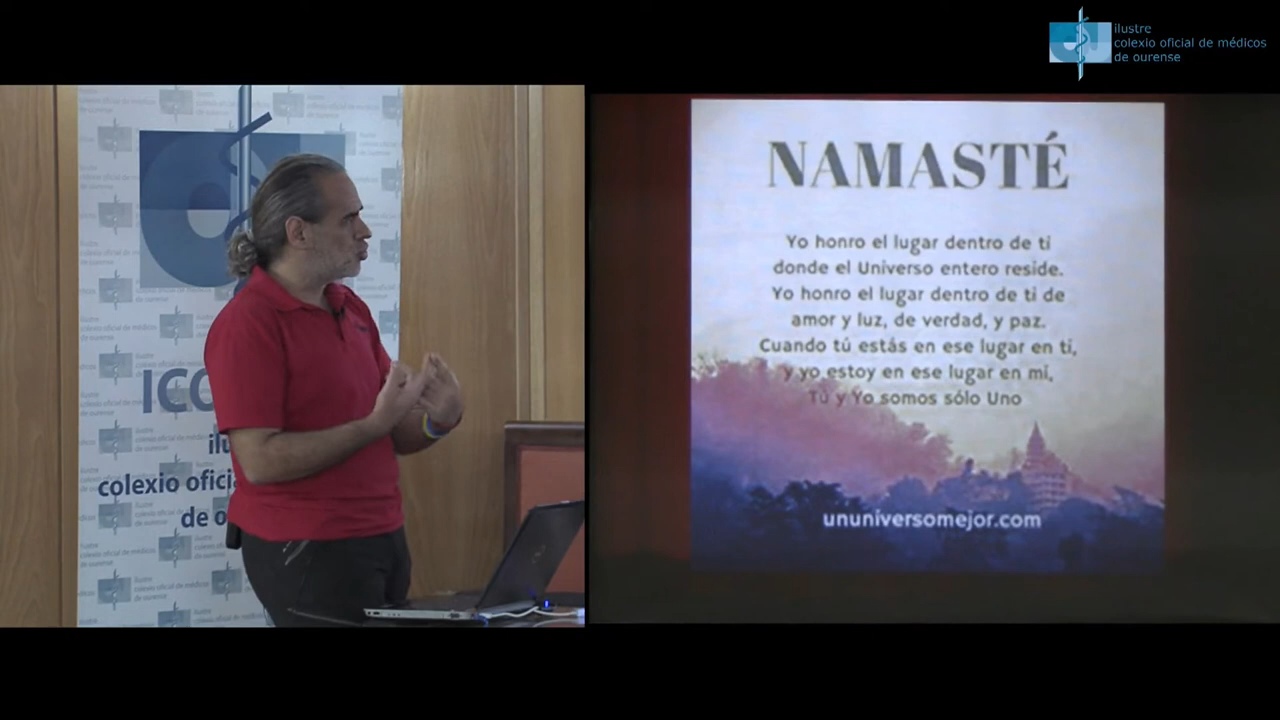 ilustre
colexio oficial de médicos
de ourense
ICO
ilu
colexio oficia
de o
NAMASTÉ
Yo honro el lugar dentro de ti
donde el Universo entero reside.
Yo honro el lugar dentro de ti de
amor y luz, de verdad, y paz.
Cuando tú estás en ese lugar en ti,
y yo estoy en ese lugar en mi,
Tú y Yo somos sólo Uno
ununiversomejor.com